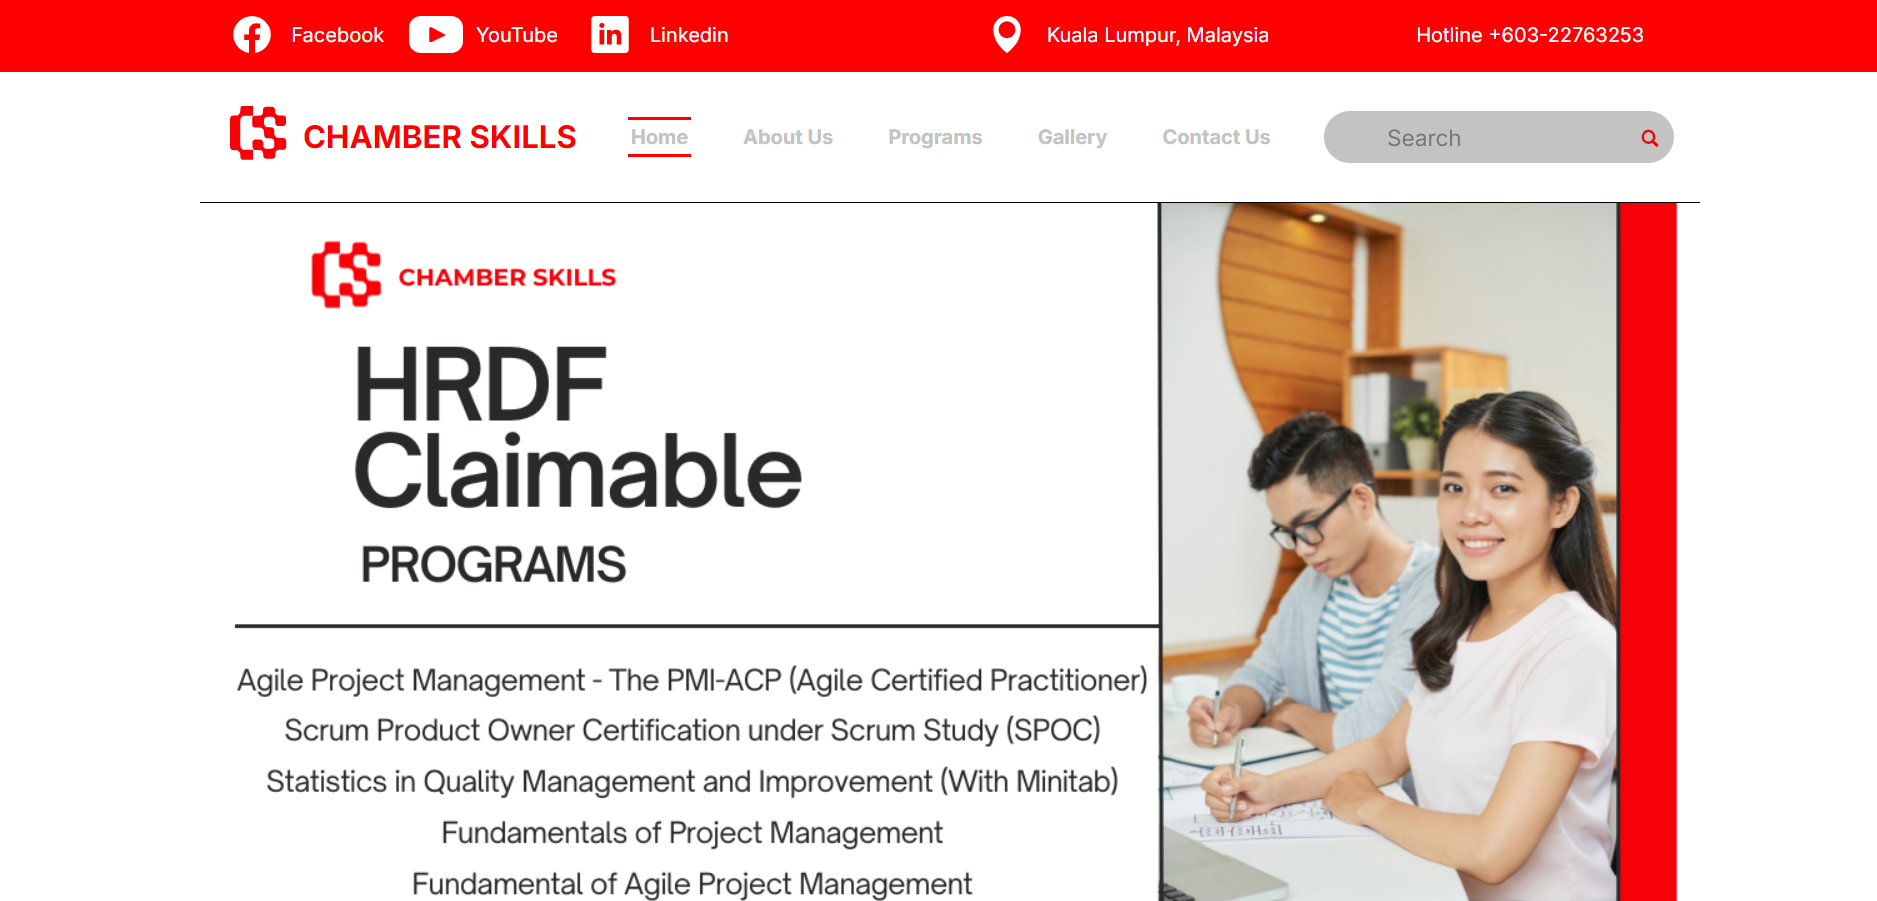 Facebook YouTube Linkedin Kuala Lumpur, Malaysia Hotline +603-22763253
CS CHAMBER SKILLS Home About Us Programs Gallery Contact Us Search
CS CHAMBER SKILLS
HRDF
Claimable
PROGRAMS
Agile Project Management - The PMI-ACP (Agile Certified Practitioner)
Scrum Product Owner Certification under Scrum Study (SPOC)
Statistics in Quality Management and Improvement (With Minitab)
Fundamentals of Project Management
Fundamental of Agile Project Management